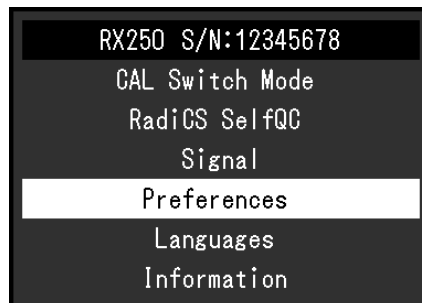 RX250 S/N:12345678
CAL Switch Mode
RadiCS SelfQC
Signal
Preferences
Languages
Information